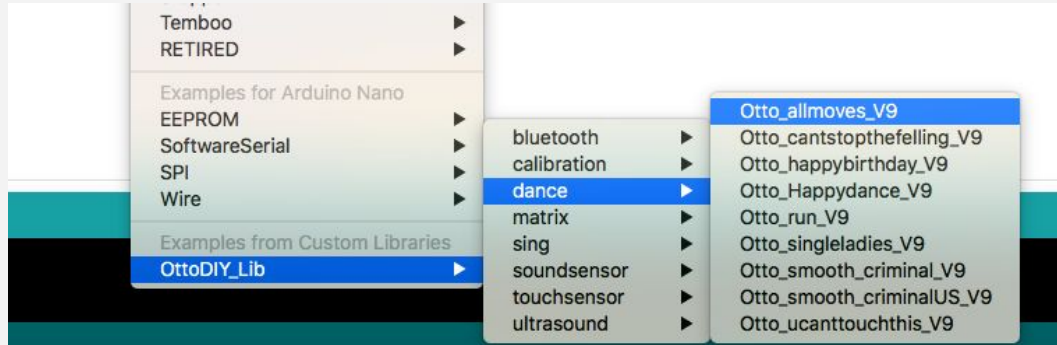 Temboo
RETIRED
Examples for Arduino Nano
EEPROM
SoftwareSerial
SPI
Wire
Examples from Custom Libraries
OttoDIY_Lib
bluetooth
calibration
dance
matrix
sing
soundsensor
touchsensor
ultrasound
Otto_allmoves_V9
Otto_cantstopthefelling_V9
Otto_happybirthday_V9
Otto_Happydance_V9
Otto_run_V9
Otto_singleladies_V9
Otto_smooth_criminal_V9
Otto_smooth_criminalUS_V9
Otto_ucanttouchthis_V9